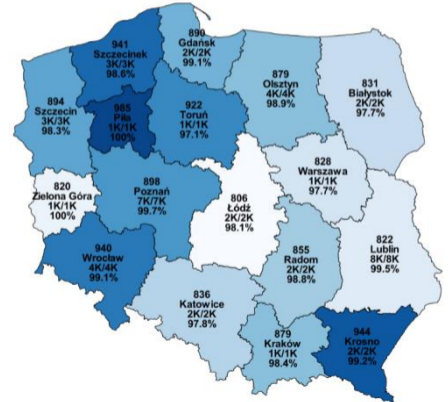 890
Gdańsk
2K/2K
99.1%
941
Szczecinek
3K/3K
98.6%
879
Olsztyn
4K/4K
98.9%
831
Białystok
2K/2K
97.7%
894
Szczecin
3K/3K
98.3%
985
Piła
1K/1K
100%
922
Toruń
1K/1K
97.1%
828
Warszawa
1K/1K
97.7%
820
Zielona Góra
1K/1K
100%
898
Poznań
7K/7K
99.7%
806
Łódź
2K/2K
98.1%
822
Lublin
8K/8K
99.5%
940
Wrocław
4K/4K
99.1%
855
Radom
2K/2K
98.8%
836
Katowice
2K/2K
97.8%
879
Kraków
1K/1K
98.4%
944
Krosno
2K/2K
99.2%